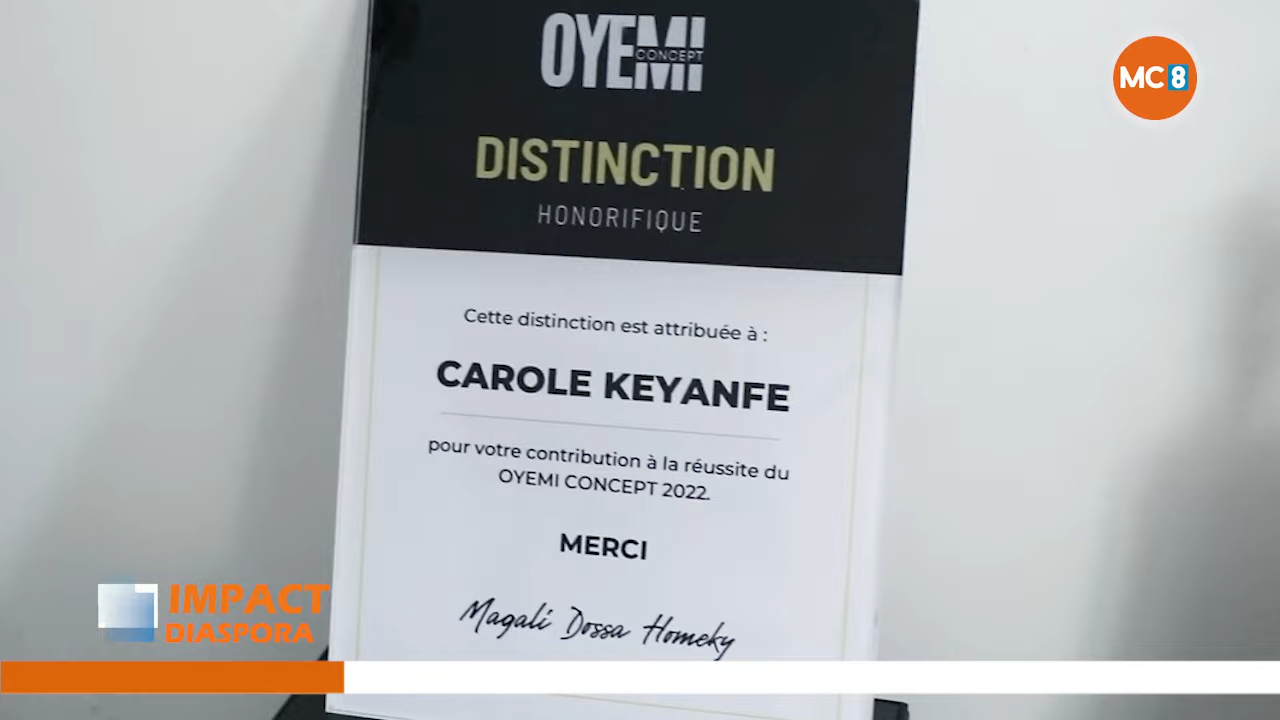 OYEMI
CONCEPT
MC8
DISTINCTION
HONORIFIQUE
Cette distinction est attribuée à :
CAROLE KEYANFE
pour votre contribution à la réussite du
OYEMI CONCEPT 2022.
MERCI
Magali Dossa Homeky
IMPACT
DIASPORA